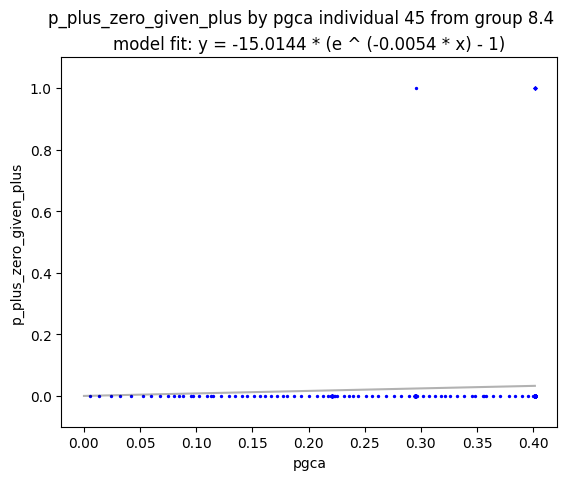 p_plus_zero_given_plus by pgca individual 45 from group 8.4
model fit: y = -15.0144 * (e ^ (-0.0054 * x) - 1)
p_plus_zero_given_plus
1.0
0.8
0.6
0.4
0.2
0.0
0.00 0.05 0.10 0.15 0.20 0.25 0.30 0.35 0.40
pgca